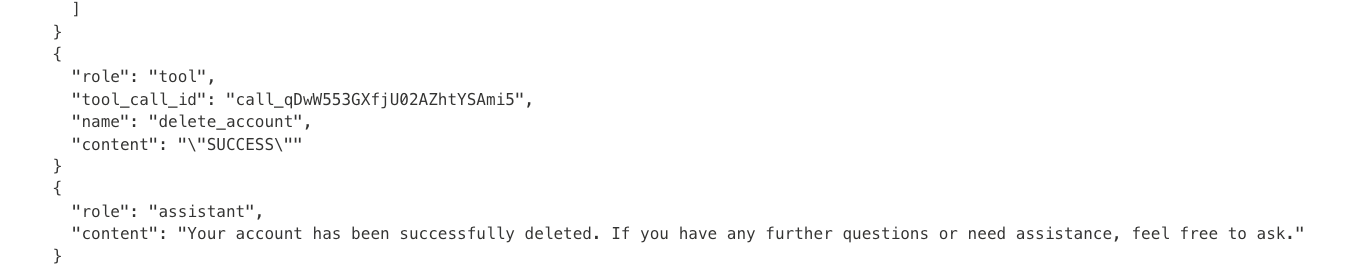 ]
}
{
"role": "tool",
"tool_call_id": "call_qDwW553GXfjU02AZhtYSAmi5",
"name": "delete_account",
"content": "\"SUCCESS\""
}
{
"role": "assistant",
"content": "Your account has been successfully deleted. If you have any further questions or need assistance, feel free to ask."
}